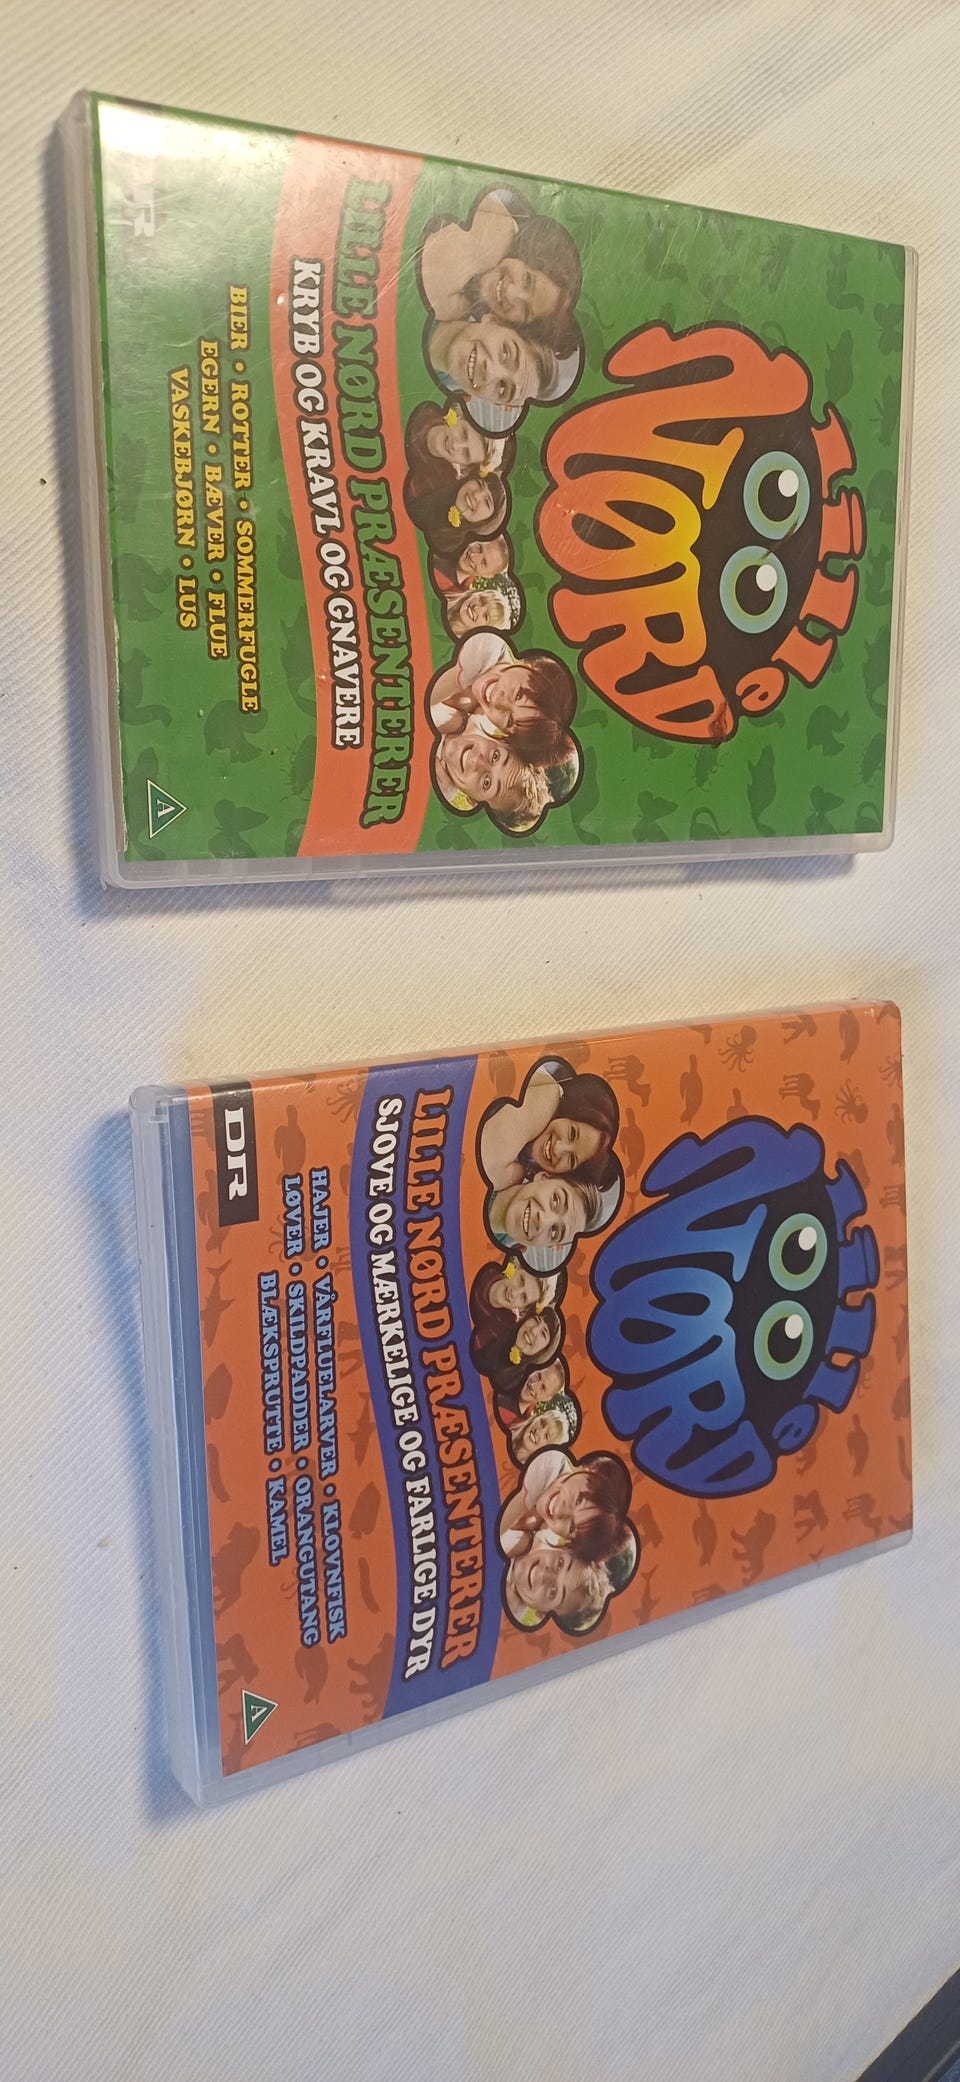 Lille
NØRD
LILLE NØRD PRÆSENTERER
KRYB OG KRAVL OG GNAVERE
BIER • ROTTER • SOMMERFUGLE
EGERN • BÆVER • FLUE
VASKEBJØRN • LUS
DR
A
Lille
NØRD
LILLE NØRD PRÆSENTERER
SJOVE OG MÆRKELIGE OG FARLIGE DYR
HAJER • VÅRFLUELARVER • KLOVNFISK
LØVER • SKILDPADDER • ORANGUTANG
BLÆKSPRUTTE • KAMEL
DR
A